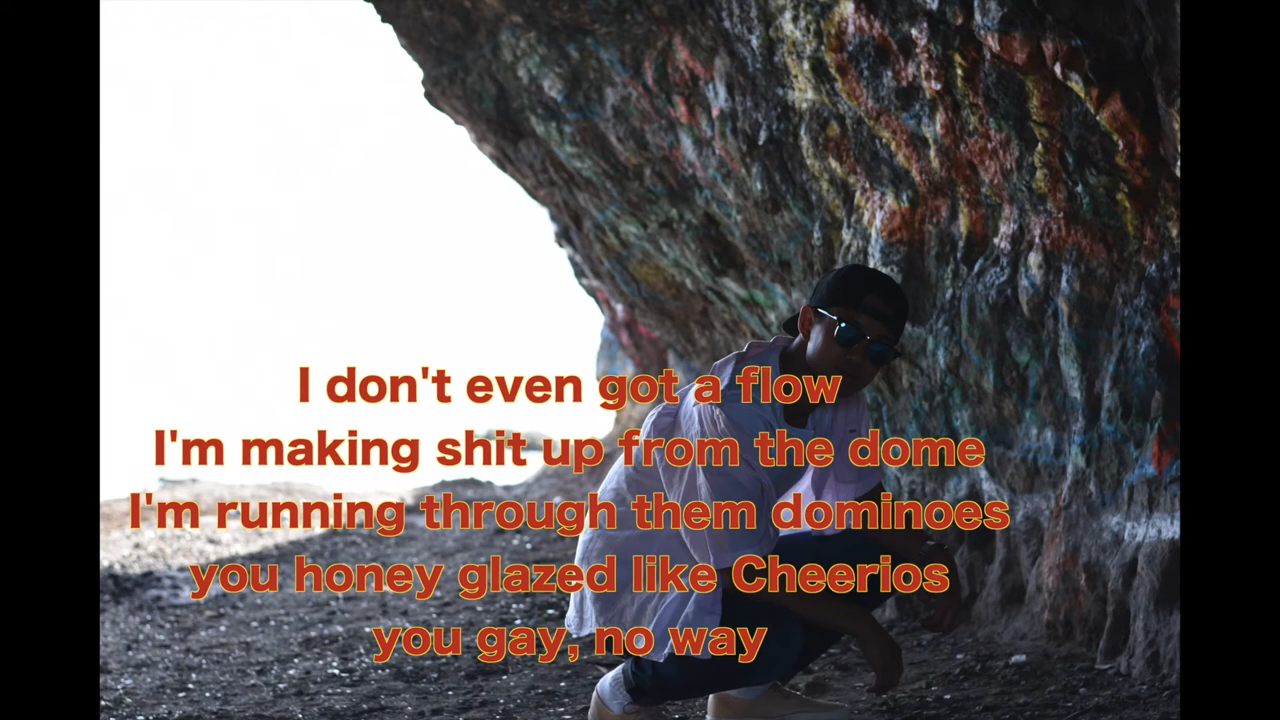 I don't even got a flow
I'm making shit up from the dome
I'm running through them dominoes
you honey glazed like Cheerios
you gay, no way